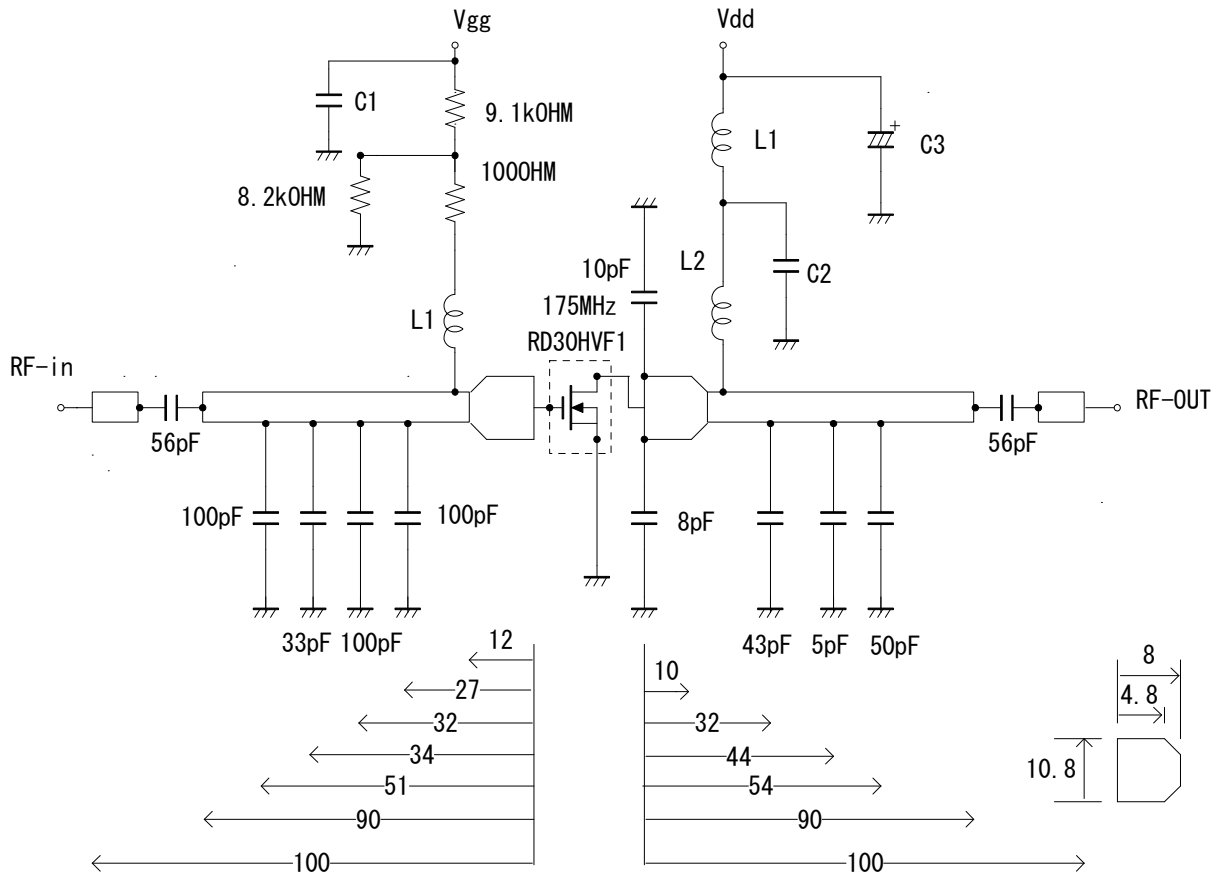 Vgg
Vdd
C1
9.1kOHM
L1
C3
+
100OHM
8.2kOHM
10pF
L2
C2
175MHz
L1
RD30HVF1
RF-in
RF-OUT
56pF
56pF
100pF
100pF
8pF
33pF
100pF
43pF
5pF
50pF
12
10
8
27
4.8
32
32
34
44
10.8
51
54
90
90
100
100